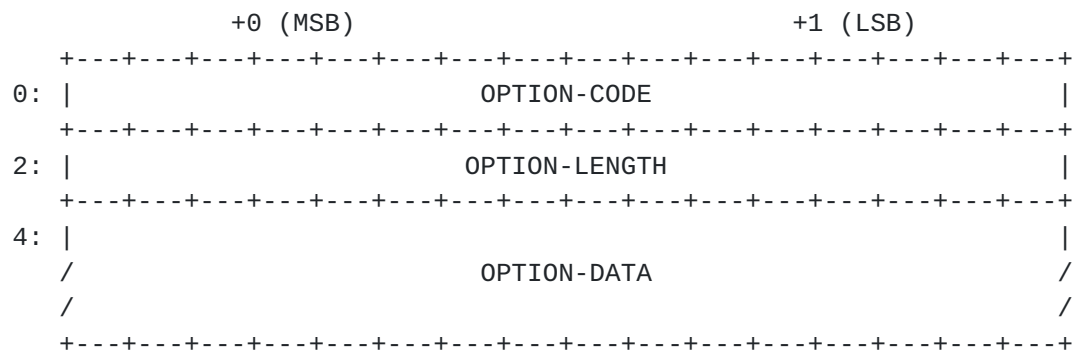 +0 (MSB)                            +1 (LSB)
+---+---+---+---+---+---+---+---+---+---+---+---+---+---+---+---+
0: |                          OPTION-CODE                          |
+---+---+---+---+---+---+---+---+---+---+---+---+---+---+---+---+
2: |                         OPTION-LENGTH                         |
+---+---+---+---+---+---+---+---+---+---+---+---+---+---+---+---+
4: |                                                               |
/                          OPTION-DATA                          /
/                                                               /
+---+---+---+---+---+---+---+---+---+---+---+---+---+---+---+---+